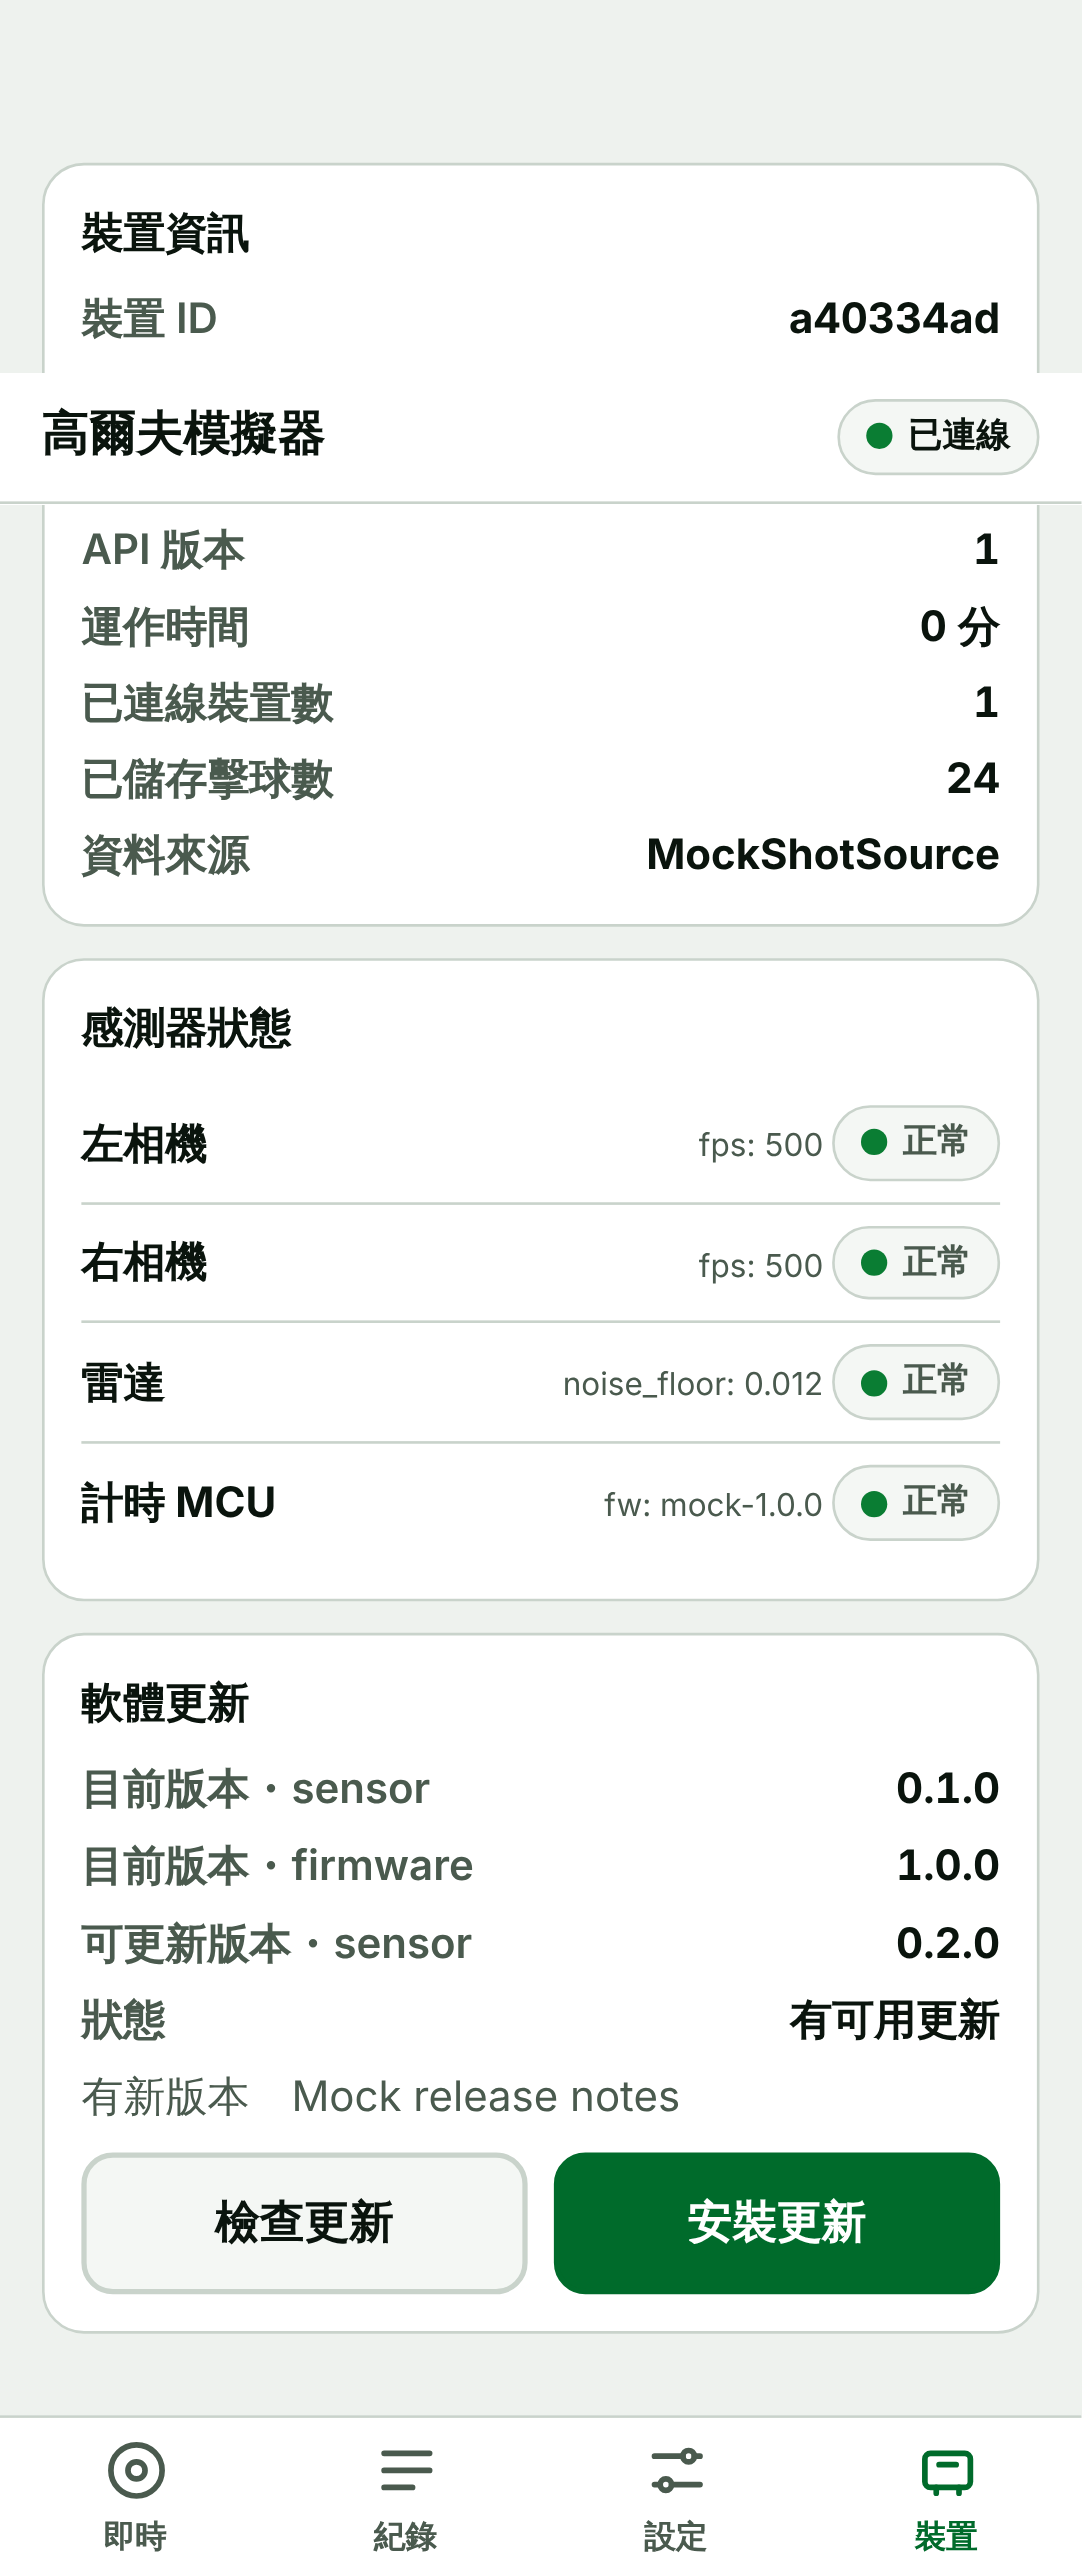 裝置資訊
裝置 ID a40334ad
高爾夫模擬器 已連線
API 版本 1
運作時間 0 分
已連線裝置數 1
已儲存擊球數 24
資料來源 MockShotSource
感測器狀態
左相機 fps: 500 正常
右相機 fps: 500 正常
雷達 noise_floor: 0.012 正常
計時 MCU fw: mock-1.0.0 正常
軟體更新
目前版本 · sensor 0.1.0
目前版本 · firmware 1.0.0
可更新版本 · sensor 0.2.0
狀態 有可用更新
有新版本　Mock release notes
檢查更新 安裝更新
即時 紀錄 設定 裝置